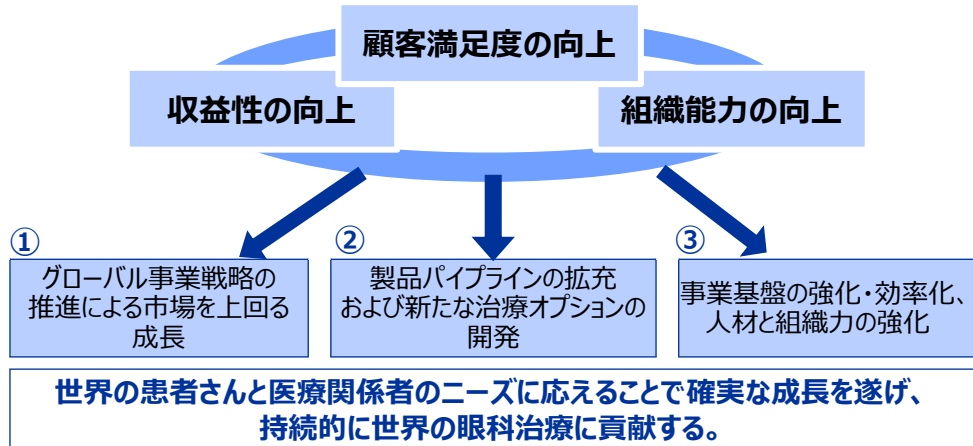 顧客満足度の向上
収益性の向上
組織能力の向上
①
グローバル事業戦略の
推進による市場を上回る
成長
②
製品パイプラインの拡充
および新たな治療オプションの
開発
③
事業基盤の強化・効率化、
人材と組織力の強化
世界の患者さんと医療関係者のニーズに応えることで確実な成長を遂げ、
持続的に世界の眼科治療に貢献する。